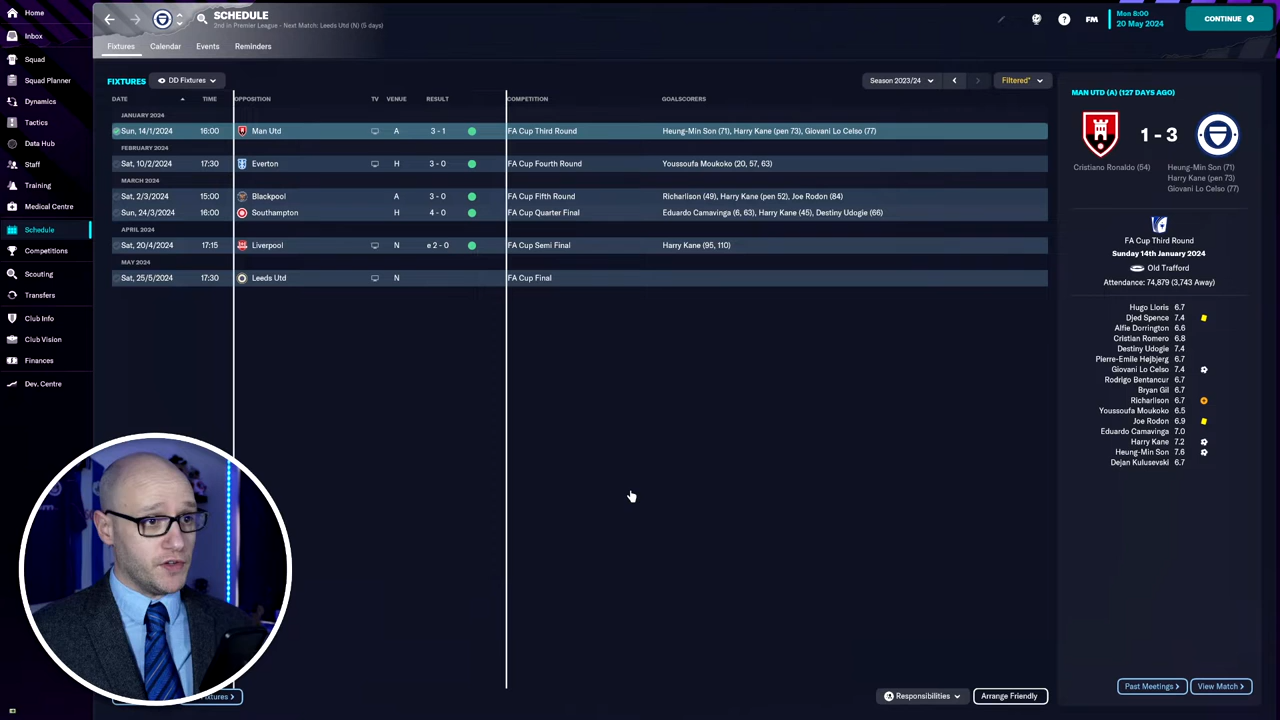 Home
SCHEDULE
2nd in Premier League - Next Match: Leeds Utd (N) (5 days)
FM
Mon 8:00
20 May 2024
CONTINUE
Inbox
Squad
Squad Planner
Dynamics
Tactics
Data Hub
Staff
Training
Medical Centre
Schedule
Competitions
Scouting
Transfers
Club Info
Club Vision
Finances
Dev. Centre
Fixtures Calendar Events Reminders
FIXTURES DD Fixtures Season 2023/24 Filtered*
DATE TIME OPPOSITION TV VENUE RESULT COMPETITION GOALSCORERS
JANUARY 2024
Sun, 14/1/2024 16:00 Man Utd A 3 - 1 FA Cup Third Round Heung-Min Son (71), Harry Kane (pen 73), Giovani Lo Celso (77)
FEBRUARY 2024
Sat, 10/2/2024 17:30 Everton H 3 - 0 FA Cup Fourth Round Youssoufa Moukoko (20, 57, 63)
MARCH 2024
Sat, 2/3/2024 15:00 Blackpool A 3 - 0 FA Cup Fifth Round Richarlison (49), Harry Kane (pen 52), Joe Rodon (84)
Sun, 24/3/2024 16:00 Southampton H 4 - 0 FA Cup Quarter Final Eduardo Camavinga (6, 63), Harry Kane (45), Destiny Udogie (66)
APRIL 2024
Sat, 20/4/2024 17:15 Liverpool N e 2 - 0 FA Cup Semi Final Harry Kane (95, 110)
MAY 2024
Sat, 25/5/2024 17:30 Leeds Utd N FA Cup Final
MAN UTD (A) (127 DAYS AGO)
1 - 3
Cristiano Ronaldo (54) Heung-Min Son (71)
Harry Kane (pen 73)
Giovani Lo Celso (77)
FA Cup Third Round
Sunday 14th January 2024
Old Trafford
Attendance: 74,879 (3,743 Away)
Hugo Lloris 6.7
Djed Spence 7.4
Alfie Dorrington 6.6
Cristian Romero 6.8
Destiny Udogie 7.4
Pierre-Emile Højbjerg 6.7
Giovani Lo Celso 7.4
Rodrigo Bentancur 6.7
Bryan Gil 6.7
Richarlison 6.7
Youssoufa Moukoko 6.5
Joe Rodon 6.9
Eduardo Camavinga 7.0
Harry Kane 7.2
Heung-Min Son 7.6
Dejan Kulusevski 6.7
Past Meetings View Match
Responsibilities Arrange Friendly